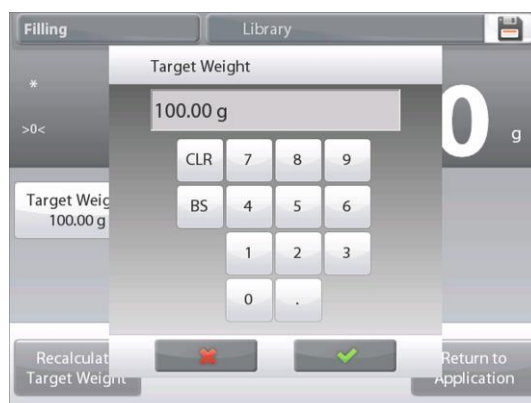 Filling
Library
*
>0<
Target Weight
100.00 g
0
g
CLR 7 8 9
BS 4 5 6
1 2 3
0 .
Target Weig
100.00 g
Recalculat
Target Weight
Return to
Application